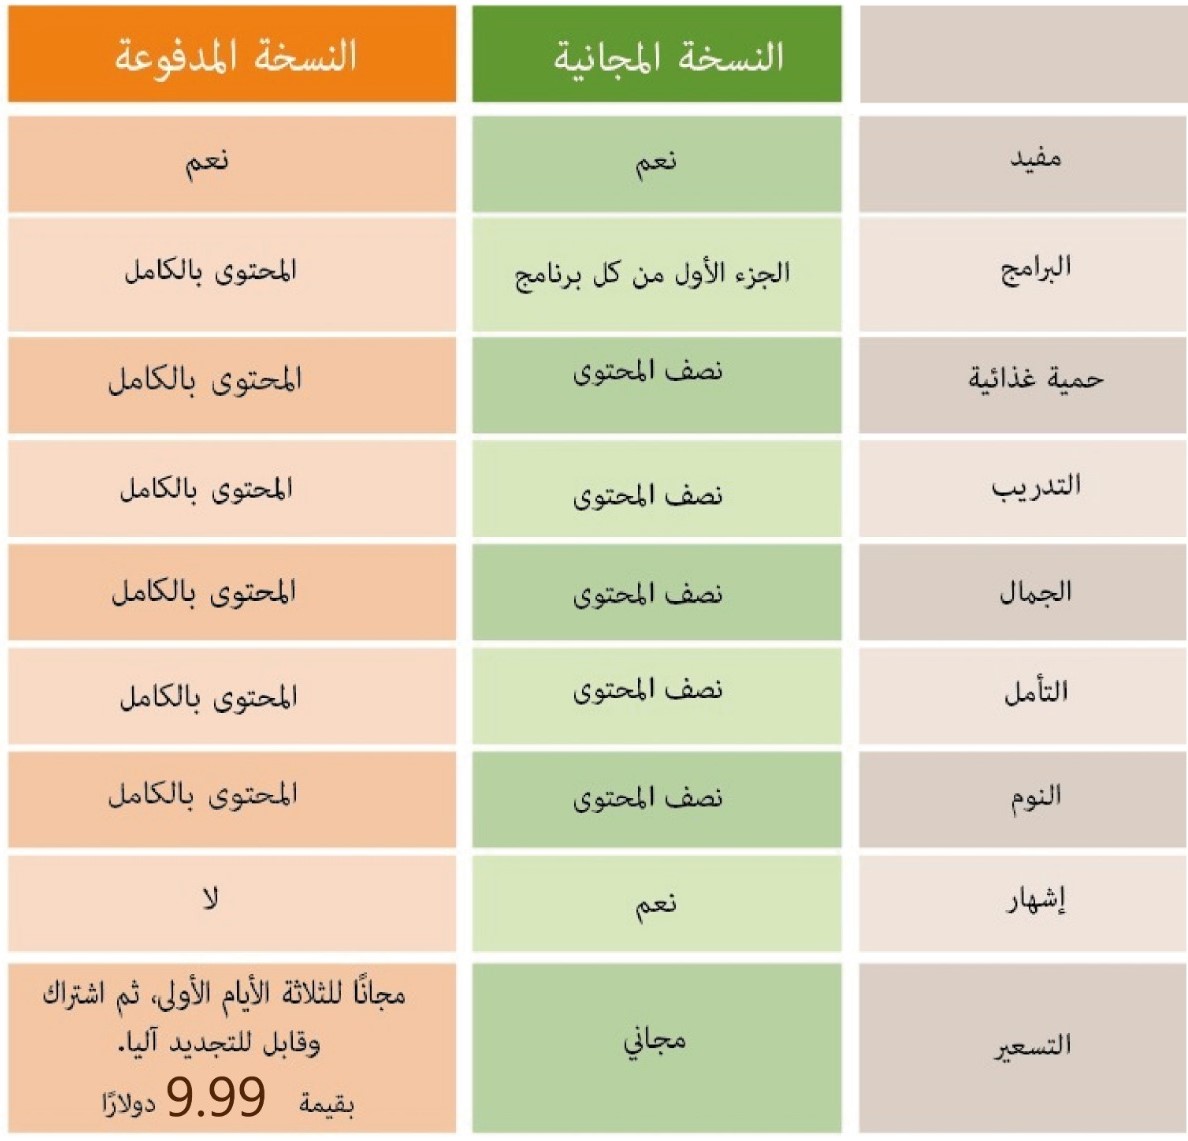 النسخة المجانية
النسخة المدفوعة
مفيد
نعم
نعم
البرامج
الجزء الأول من كل برنامج
المحتوى بالكامل
حمية غذائية
نصف المحتوى
المحتوى بالكامل
التدريب
نصف المحتوى
المحتوى بالكامل
الجمال
نصف المحتوى
المحتوى بالكامل
التأمل
نصف المحتوى
المحتوى بالكامل
النوم
نصف المحتوى
المحتوى بالكامل
إشهار
نعم
لا
التسعير
مجاني
مجانًا للثلاثة الأيام الأولى، ثم اشتراك
وقابل للتجديد آليا.
بقيمة 9.99 دولارًا